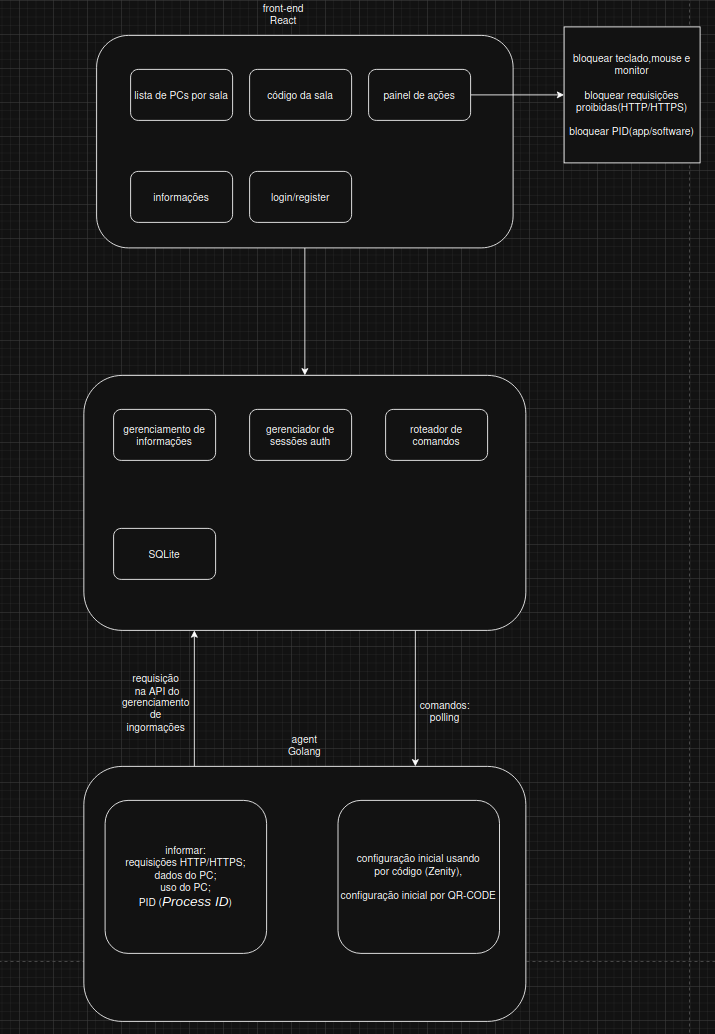 front-end
React
lista de PCs por sala
código da sala
painel de ações
bloquear teclado,mouse e
monitor
bloquear requisições
proibidas(HTTP/HTTPS)
bloquear PID(app/software)
informações
login/register
gerenciamento de
informações
gerenciador de
sessões auth
roteador de
comandos
SQLite
requisição
na API do
gerenciamento
de
ingormações
comandos:
polling
agent
Golang
informar:
requisições HTTP/HTTPS;
dados do PC;
uso do PC;
PID (Process ID)
configuração inicial usando
por código (Zenity),
configuração inicial por QR-CODE